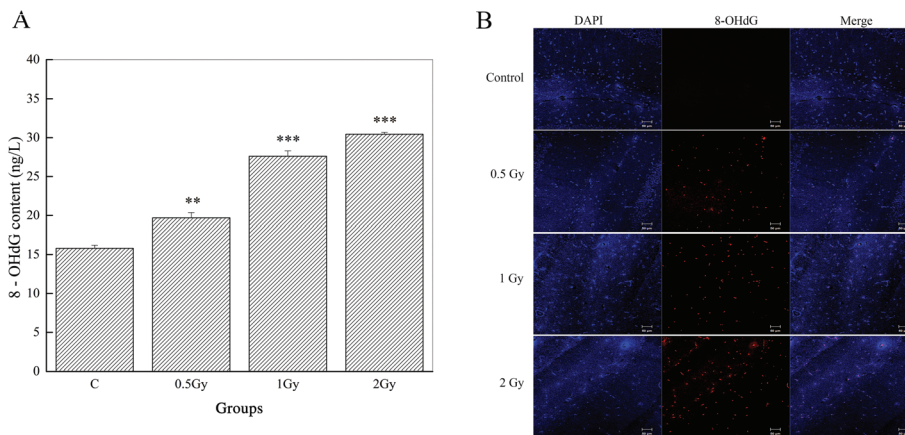 A
8 - OHdG content (ng/L)
40
35
30
25
20
15
10
5
0
**
***
***
C
0.5Gy
1Gy
2Gy
Groups
B
DAPI
8-OHdG
Merge
Control
0.5 Gy
1 Gy
2 Gy